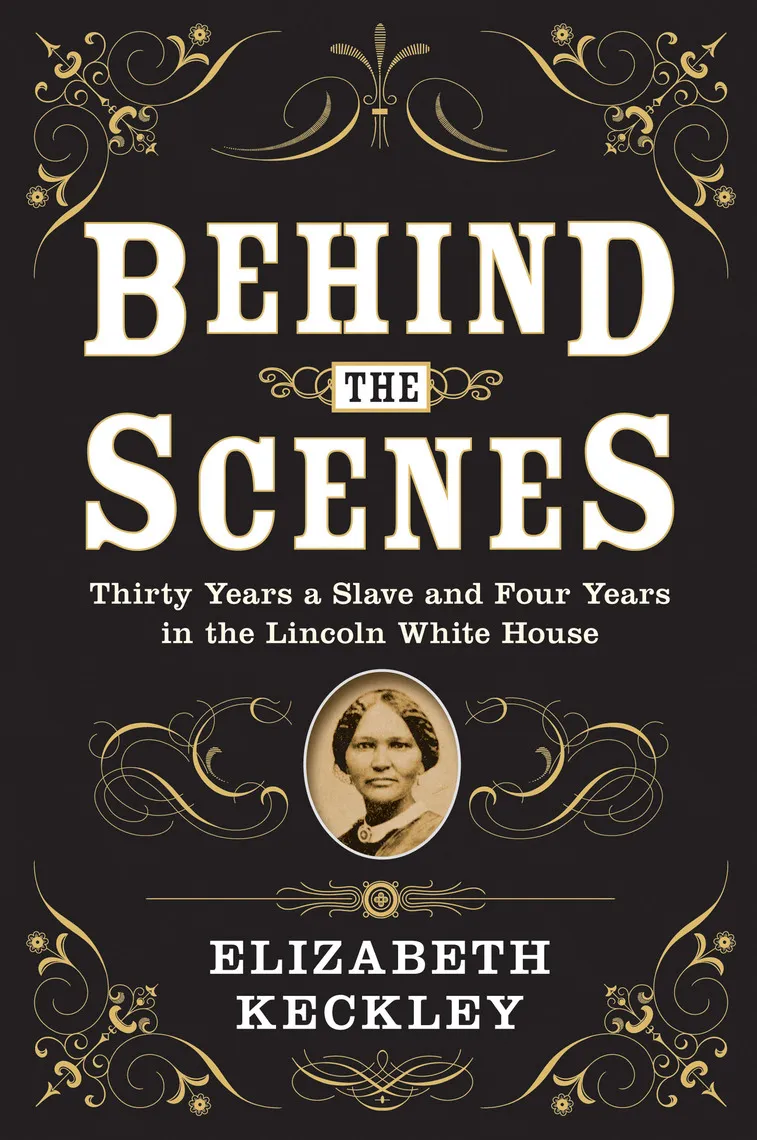 BEHIND
THE
SCENES
Thirty Years a Slave and Four Years
in the Lincoln White House
ELIZABETH
KECKLEY